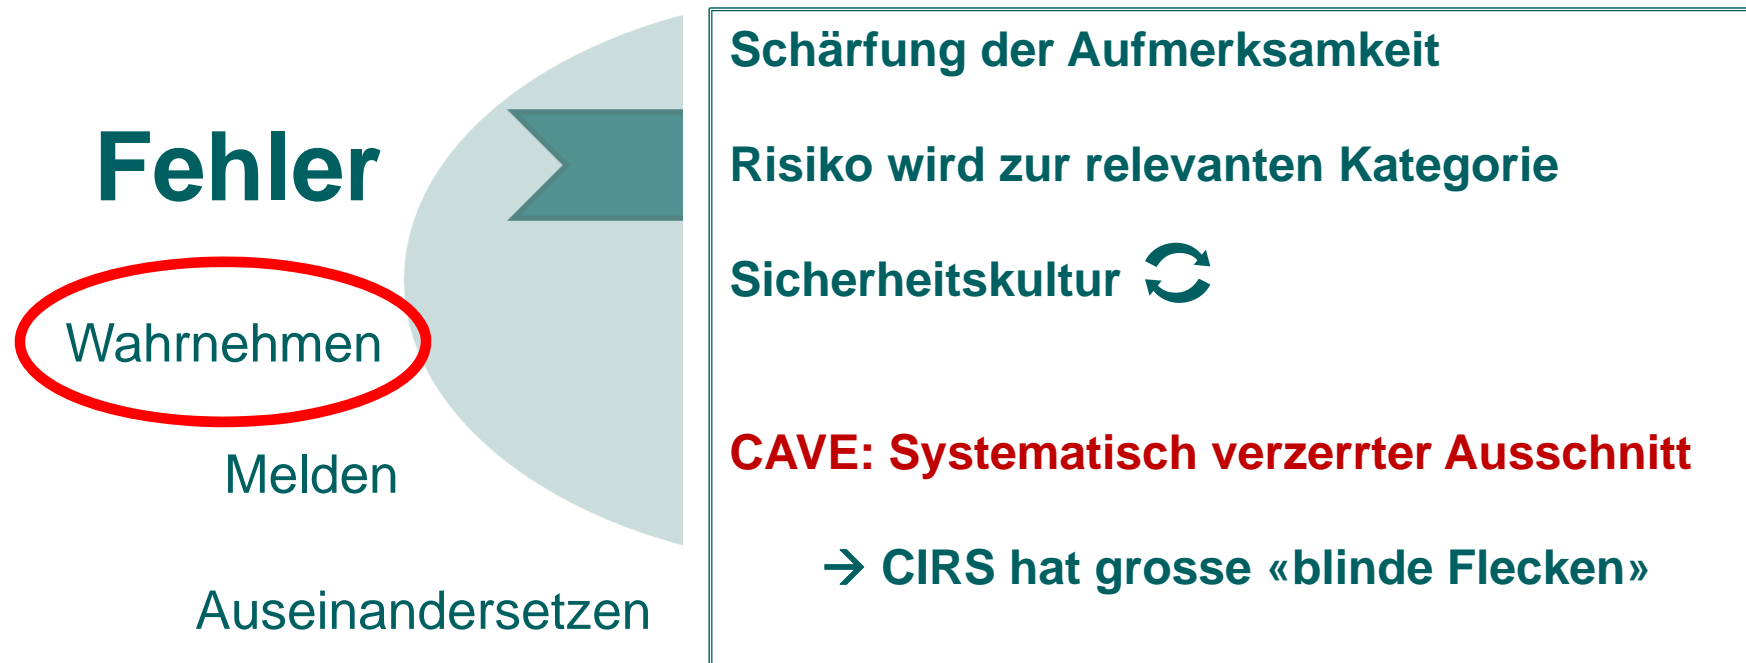 Fehler
Wahrnehmen
Melden
Auseinandersetzen
Schärfung der Aufmerksamkeit
Risiko wird zur relevanten Kategorie
Sicherheitskultur
CAVE: Systematisch verzerrter Ausschnitt
→ CIRS hat grosse «blinde Flecken»